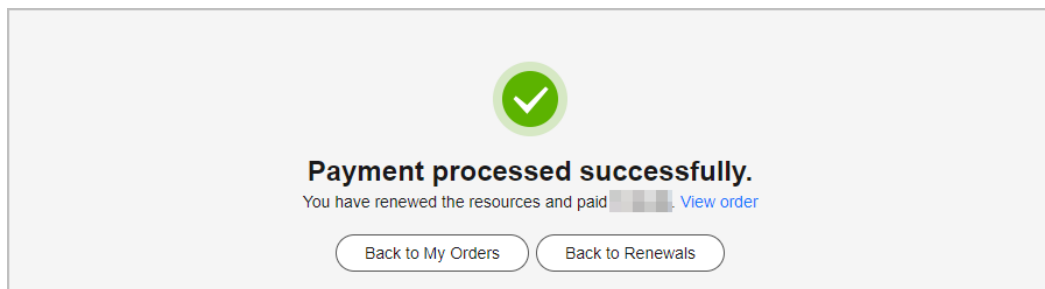 Payment processed successfully.
You have renewed the resources and paid . View order
Back to My Orders Back to Renewals